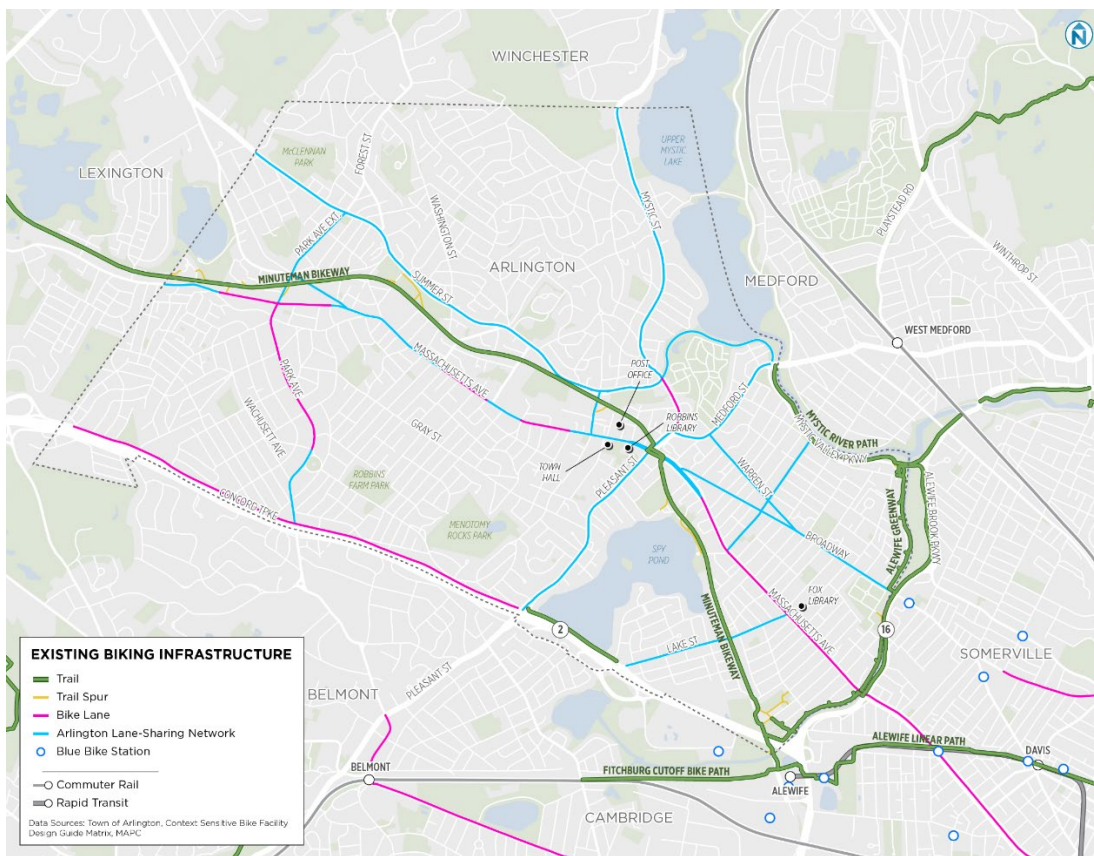 N
WINCHESTER
McCLENNAN
PARK
FOREST ST
UPPER
MYSTIC
LAKE
LEXINGTON
PLAYSTEAD RD
WASHINGTON ST
MYSTIC ST
PARK AVE EXT.
WINTHROP ST
MINUTEMAN BIKEWAY
SUMMER ST
ARLINGTON
MEDFORD
WEST MEDFORD
MASSACHUSETTS AVE
POST
OFFICE
PARK AVE
MEDFORD ST
WACHUSETT AVE
GRAY ST
ROBBINS
LIBRARY
MYSTIC RIVER PATH
MYSTIC VALLEY PKWY
TOWN
HALL
PLEASANT ST
WARREN ST
ROBBINS
FARM PARK
CONCORD TPKE
MENOTOMY
ROCKS PARK
ALEWIFE GREENWAY
ALEWIFE BROOK PKWY
BROADWAY
SPY
POND
MINUTEMAN BIKEWAY
FOX
LIBRARY
MASSACHUSETTS AVE
2
16
LAKE ST
SOMERVILLE
PLEASANT ST
BELMONT
ALEWIFE LINEAR PATH
DAVIS
BELMONT
FITCHBURG CUTOFF BIKE PATH
ALEWIFE
CAMBRIDGE
EXISTING BIKING INFRASTRUCTURE
Trail
Trail Spur
Bike Lane
Arlington Lane-Sharing Network
Blue Bike Station
Commuter Rail
Rapid Transit
Data Sources: Town of Arlington, Context Sensitive Bike Facility
Design Guide Matrix, MAPC